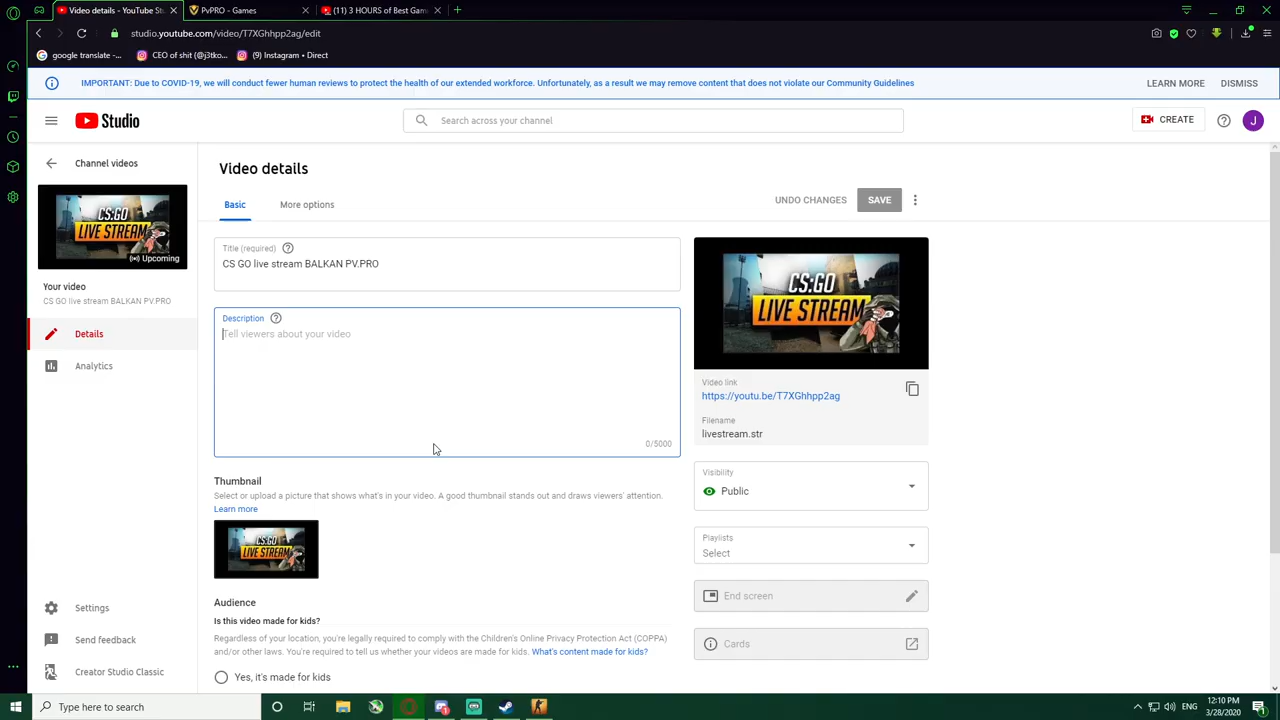 Video details - YouTube S
PvPRO - Games
(11) 3 HOURS of Best Gam
studio.youtube.com/video/T7XGhhpp2ag/edit
google translate -...
CEO of shit (@j3tko...
Instagram • Direct
IMPORTANT: Due to COVID-19, we will conduct fewer human reviews to protect the health of our extended workforce. Unfortunately, as a result we may remove content that does not violate our Community Guidelines
LEARN MORE
DISMISS
Studio
Search across your channel
CREATE
J
Channel videos
CS:GO
LIVE STREAM
Upcoming
Your video
CS GO live stream BALKAN PV.PRO
Details
Analytics
Settings
Send feedback
Creator Studio Classic
Video details
Basic
More options
UNDO CHANGES
SAVE
Title (required)
CS GO live stream BALKAN PV.PRO
Description
Tell viewers about your video
0/5000
Thumbnail
Select or upload a picture that shows what's in your video. A good thumbnail stands out and draws viewers' attention.
Learn more
CS:GO
LIVE STREAM
Audience
Is this video made for kids?
Regardless of your location, you're legally required to comply with the Children's Online Privacy Protection Act (COPPA)
and/or other laws. You're required to tell us whether your videos are made for kids. What's content made for kids?
Yes, it's made for kids
CS:GO
LIVE STREAM
Video link
https://youtu.be/T7XGhhpp2ag
Filename
livestream.str
Visibility
Public
Playlists
Select
End screen
Cards
Type here to search
ENG
12:10 PM
3/28/2020
1